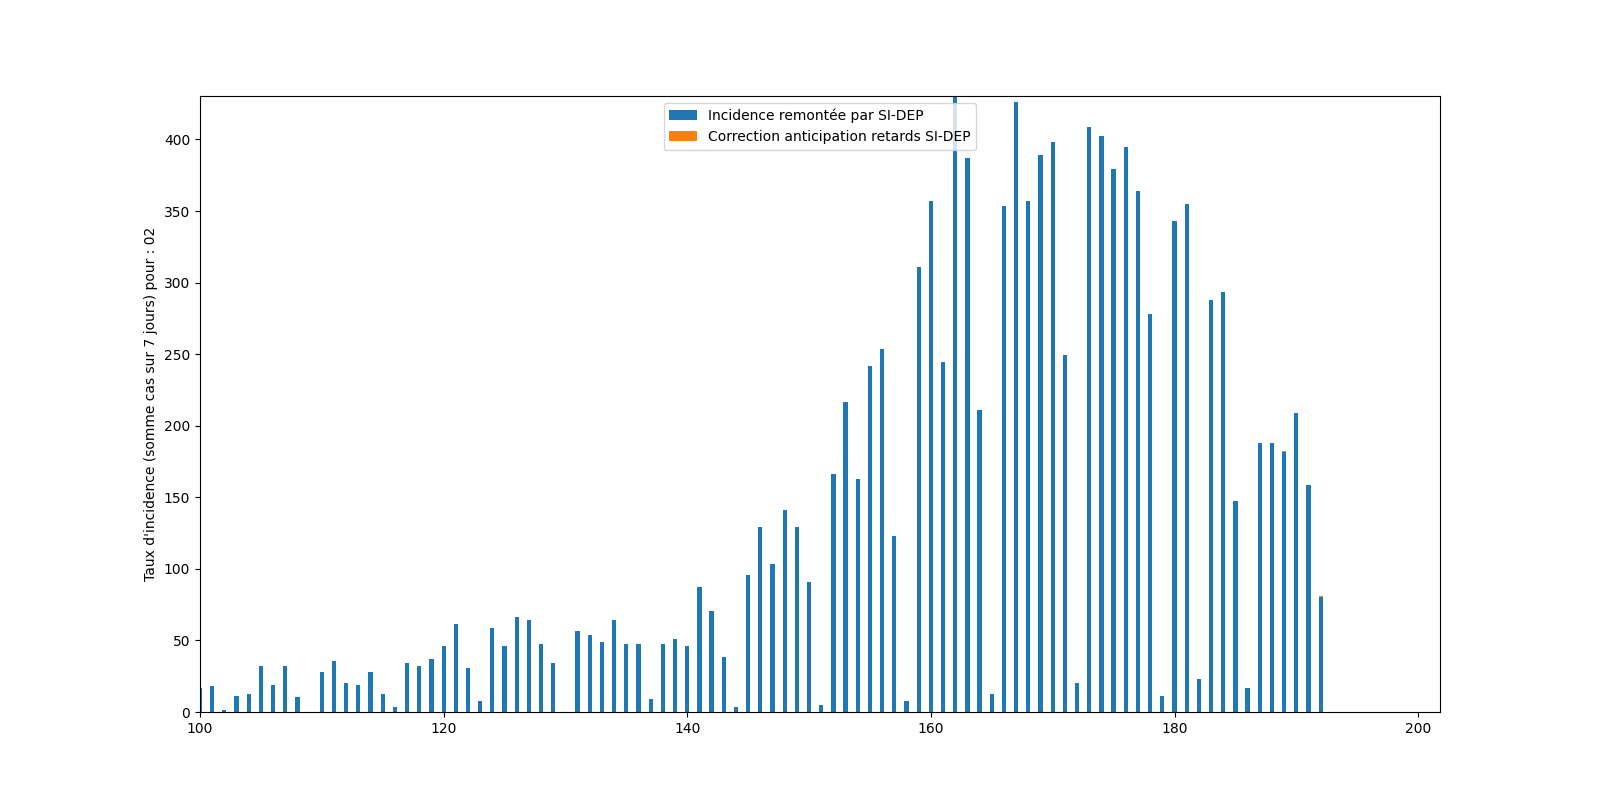 Incidence remontée par SI-DEP
Correction anticipation retards SI-DEP
Taux d'incidence (somme cas sur 7 jours) pour : 02
400
350
300
250
200
150
100
50
0
100 120 140 160 180 200